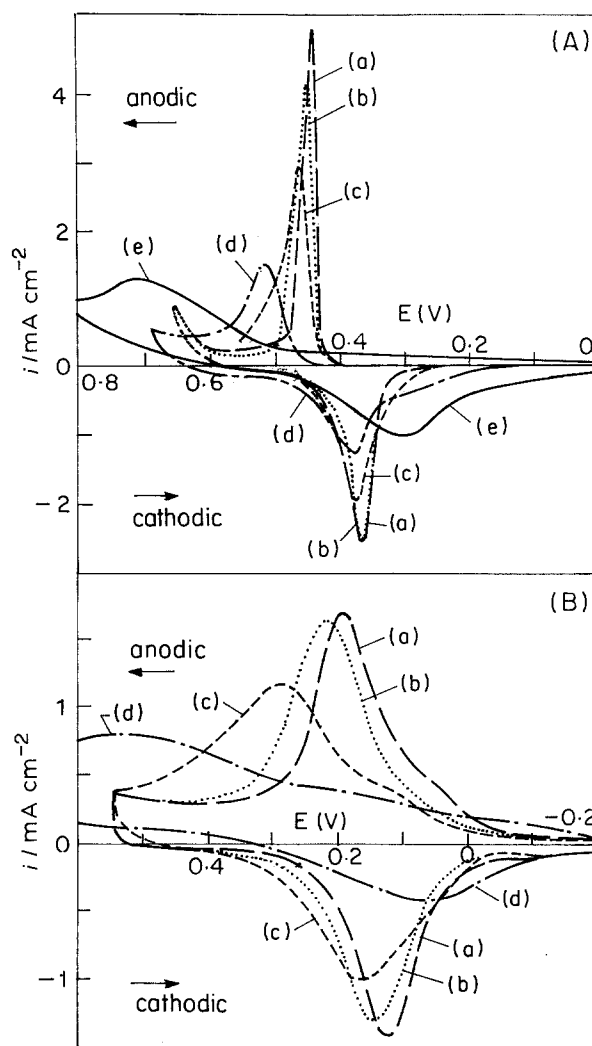 (A)
(a)
4
anodic
(b)
←
(c)
2
(d)
(e)
E(V)
i/mA cm⁻²
0
0.8
0.6
0.4
0.2
0
(d)
(e)
(c)
→
cathodic
-2
(b)
(a)
(B)
anodic
(a)
←
(b)
(c)
(d)
1
i/mA cm⁻²
E(V)
-0.2
0
0.4
0.2
0
(d)
(c)
(a)
→
(b)
-1
cathodic